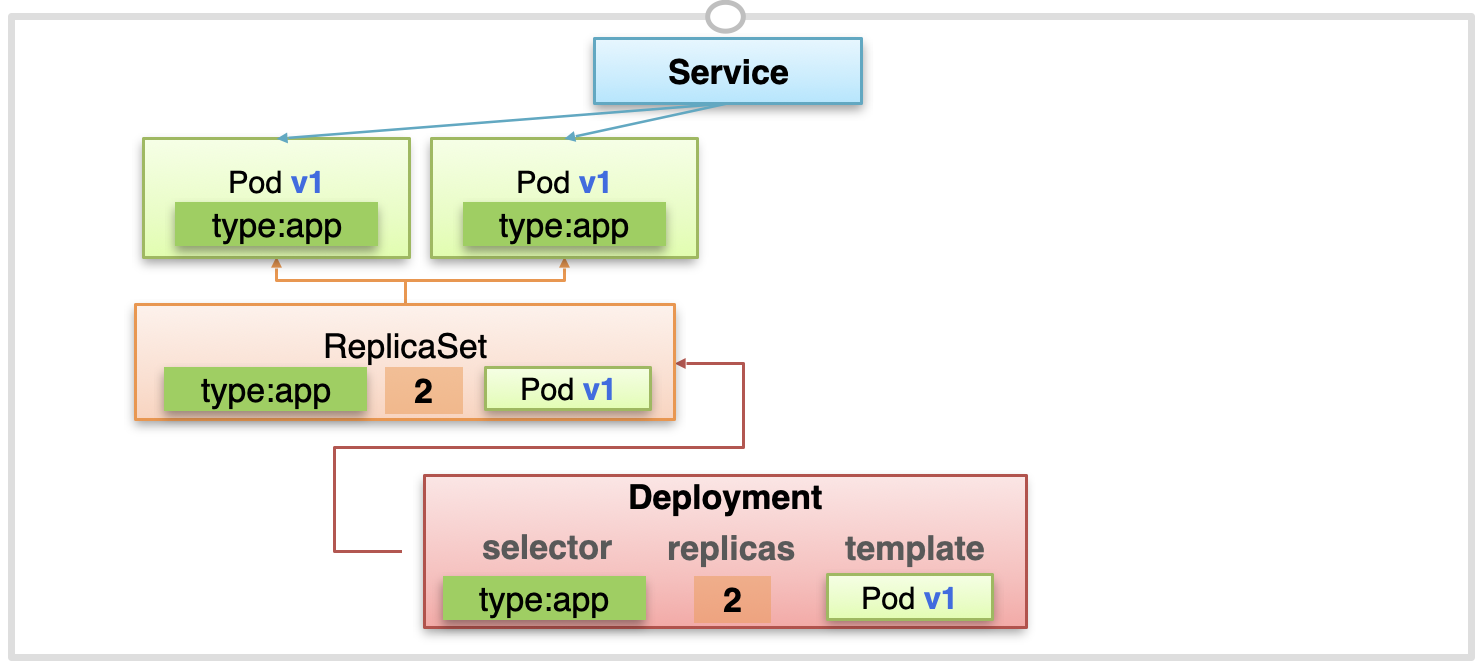 Service
Pod v1
type:app
Pod v1
type:app
ReplicaSet
type:app 2 Pod v1
Deployment
selector replicas template
type:app 2 Pod v1